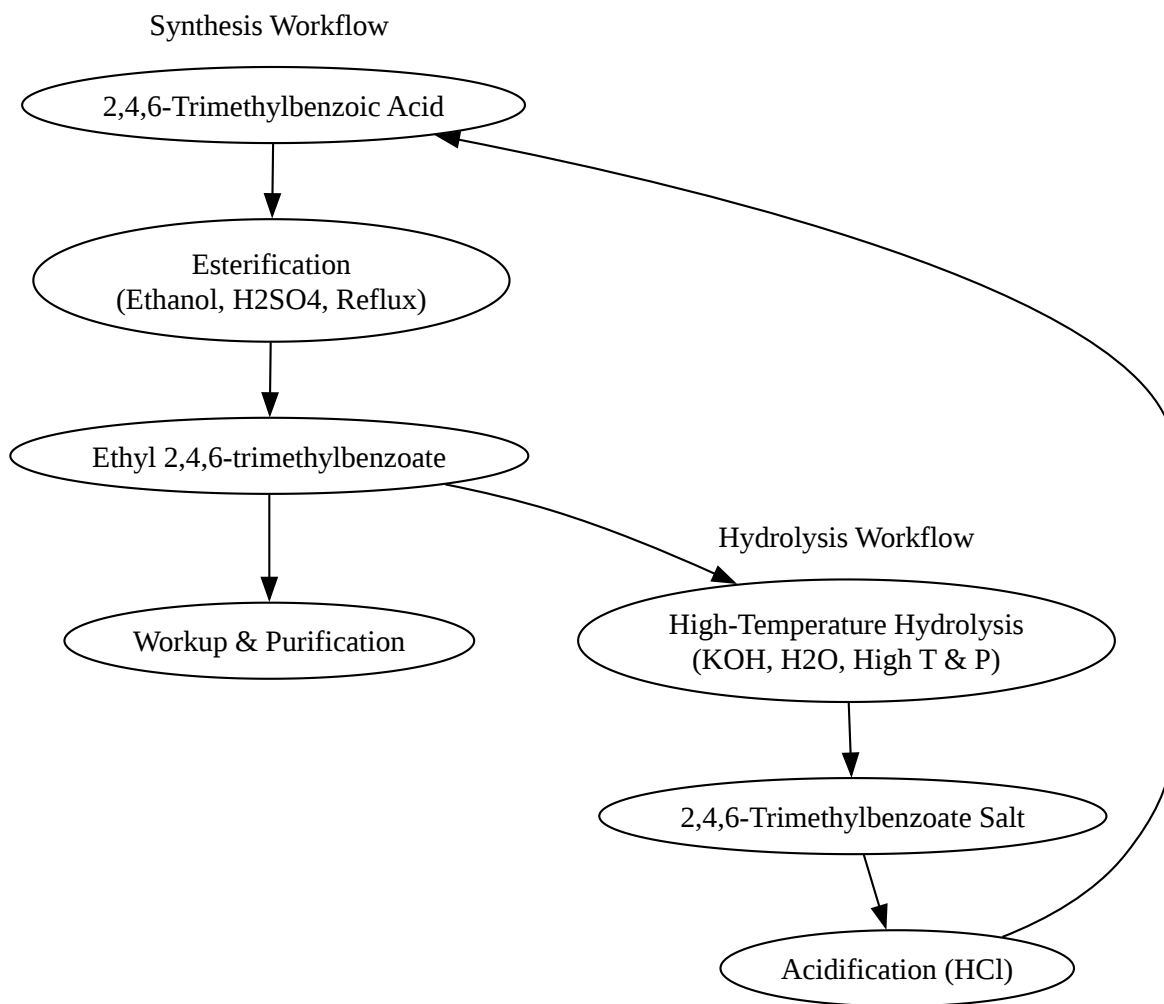 Synthesis Workflow
2,4,6-Trimethylbenzoic Acid
Esterification
(Ethanol, H2SO4, Reflux)
Ethyl 2,4,6-trimethylbenzoate
Workup & Purification
Hydrolysis Workflow
High-Temperature Hydrolysis
(KOH, H2O, High T & P)
2,4,6-Trimethylbenzoate Salt
Acidification (HCl)